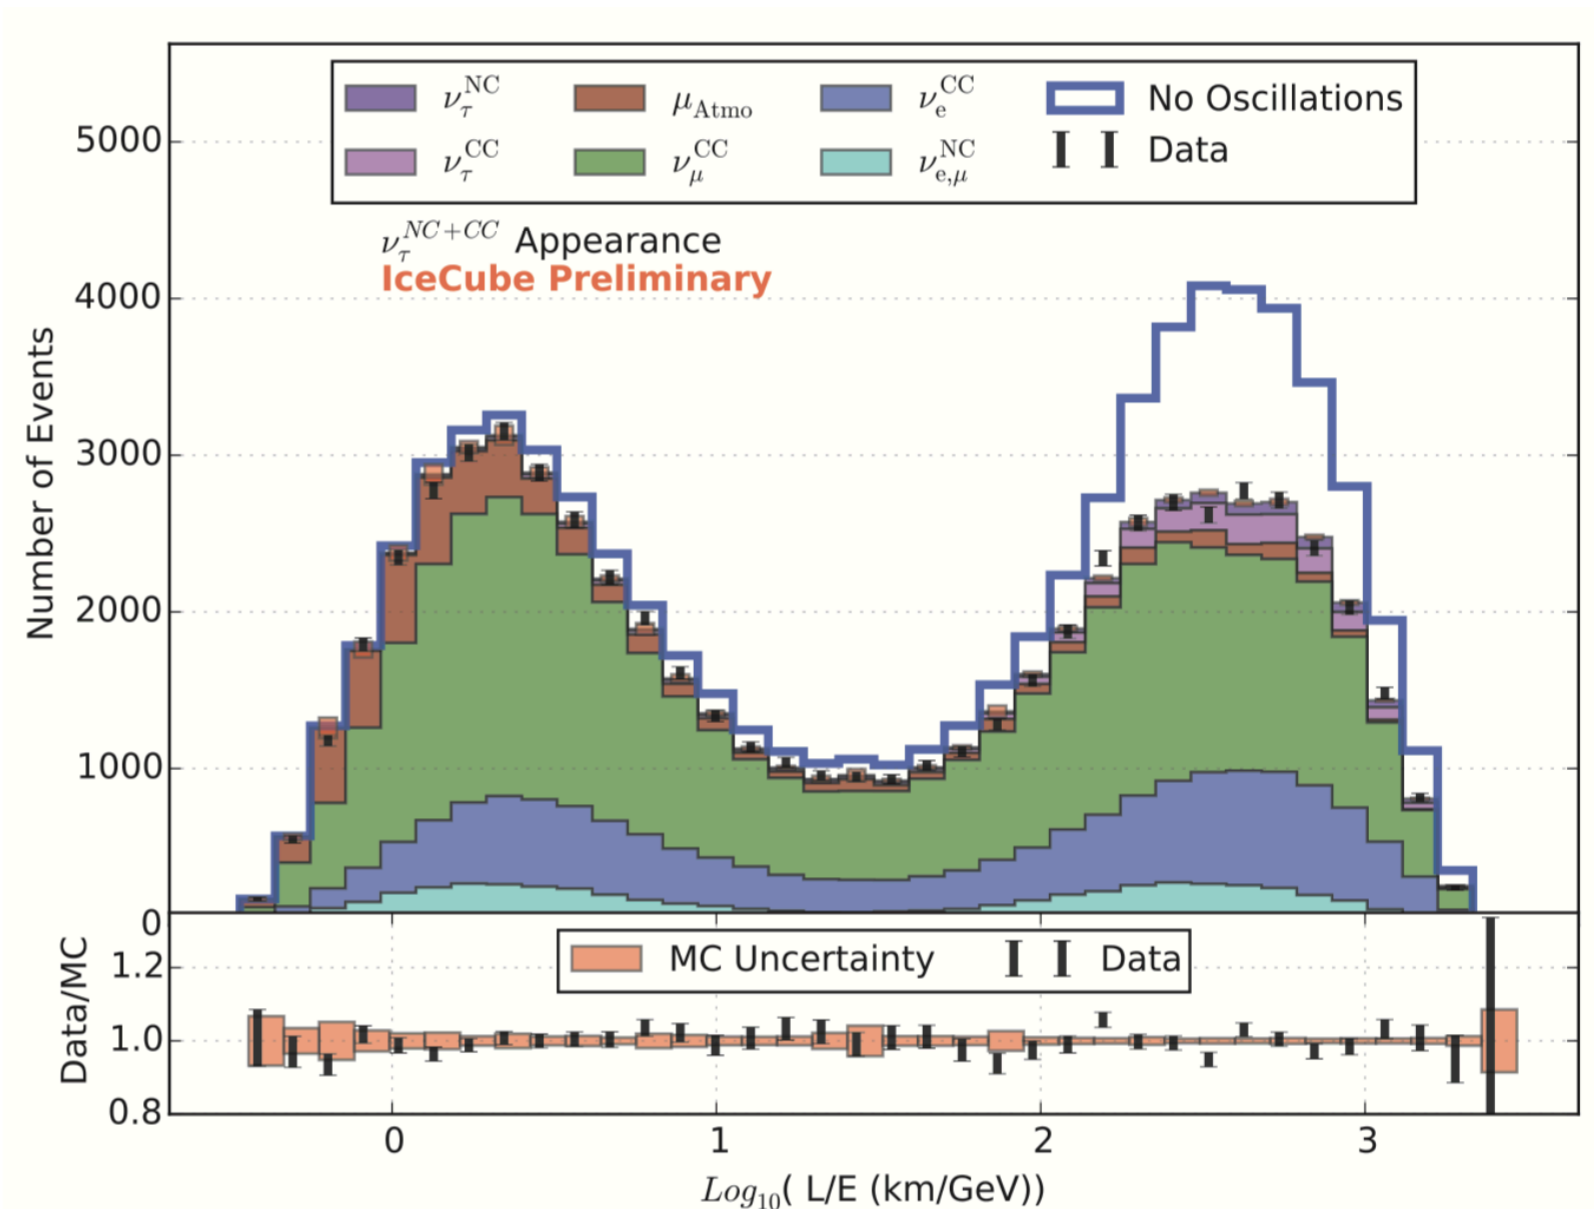 ν_τ^NC μ_Atmo ν_e^CC No Oscillations
ν_τ^CC ν_μ^CC ν_e,μ^NC Data
ν_τ^NC+CC Appearance
IceCube Preliminary
5000
4000
3000
2000
1000
0
Number of Events
MC Uncertainty Data
1.2
1.0
0.8
Data/MC
0 1 2 3
Log10( L/E (km/GeV))